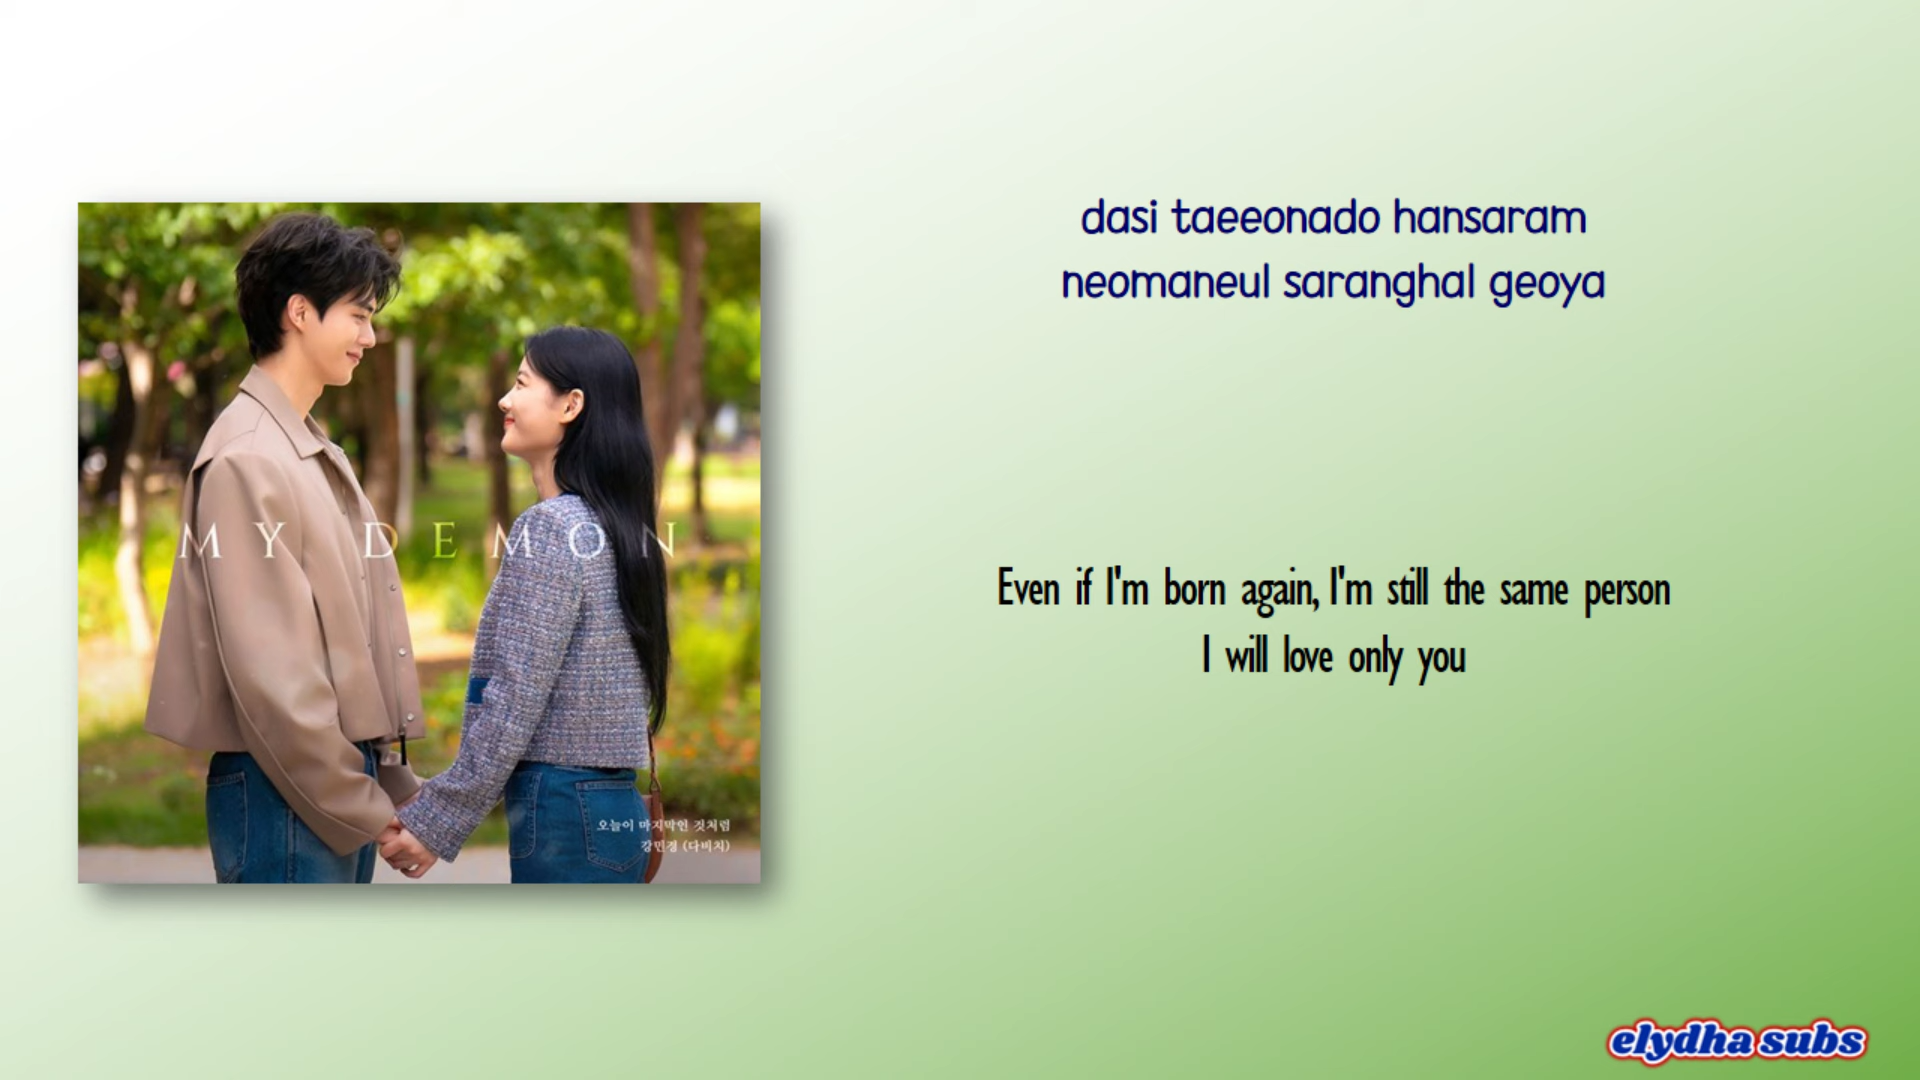 MY DEMON
오늘이 마지막인 것처럼
강민경 (다비치)
dasi taeeonado hansaram
neomaneul saranghal geoya
Even if I'm born again, I'm still the same person
I will love only you
elydha subs